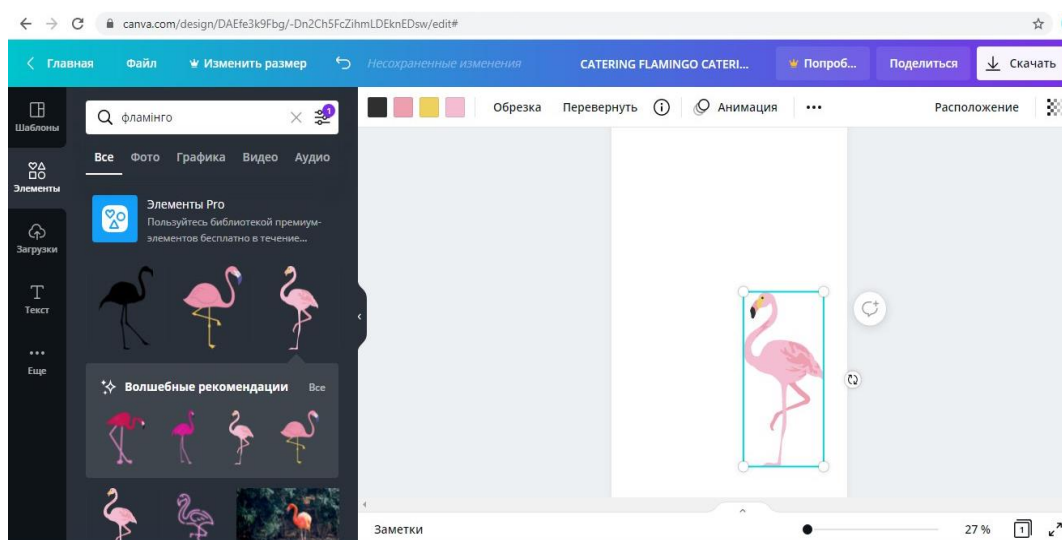 canva.com/design/DAEfe3k9Fbg/-Dn2Ch5FcZihmLDEknEDsw/edit#
Главная Файл Изменить размер Несохраненные изменения CATERING FLAMINGO CATERI... Попроб... Поделиться Скачать
Шаблоны
Элементы
Загрузки
Текст
Еще
фламінго 1
Все Фото Графика Видео Аудио
Элементы Pro
Пользуйтесь библиотекой премиум-
элементов бесплатно в течение...
Волшебные рекомендации Все
Обрезка Перевернуть Анимация Расположение
Заметки 27 % 1